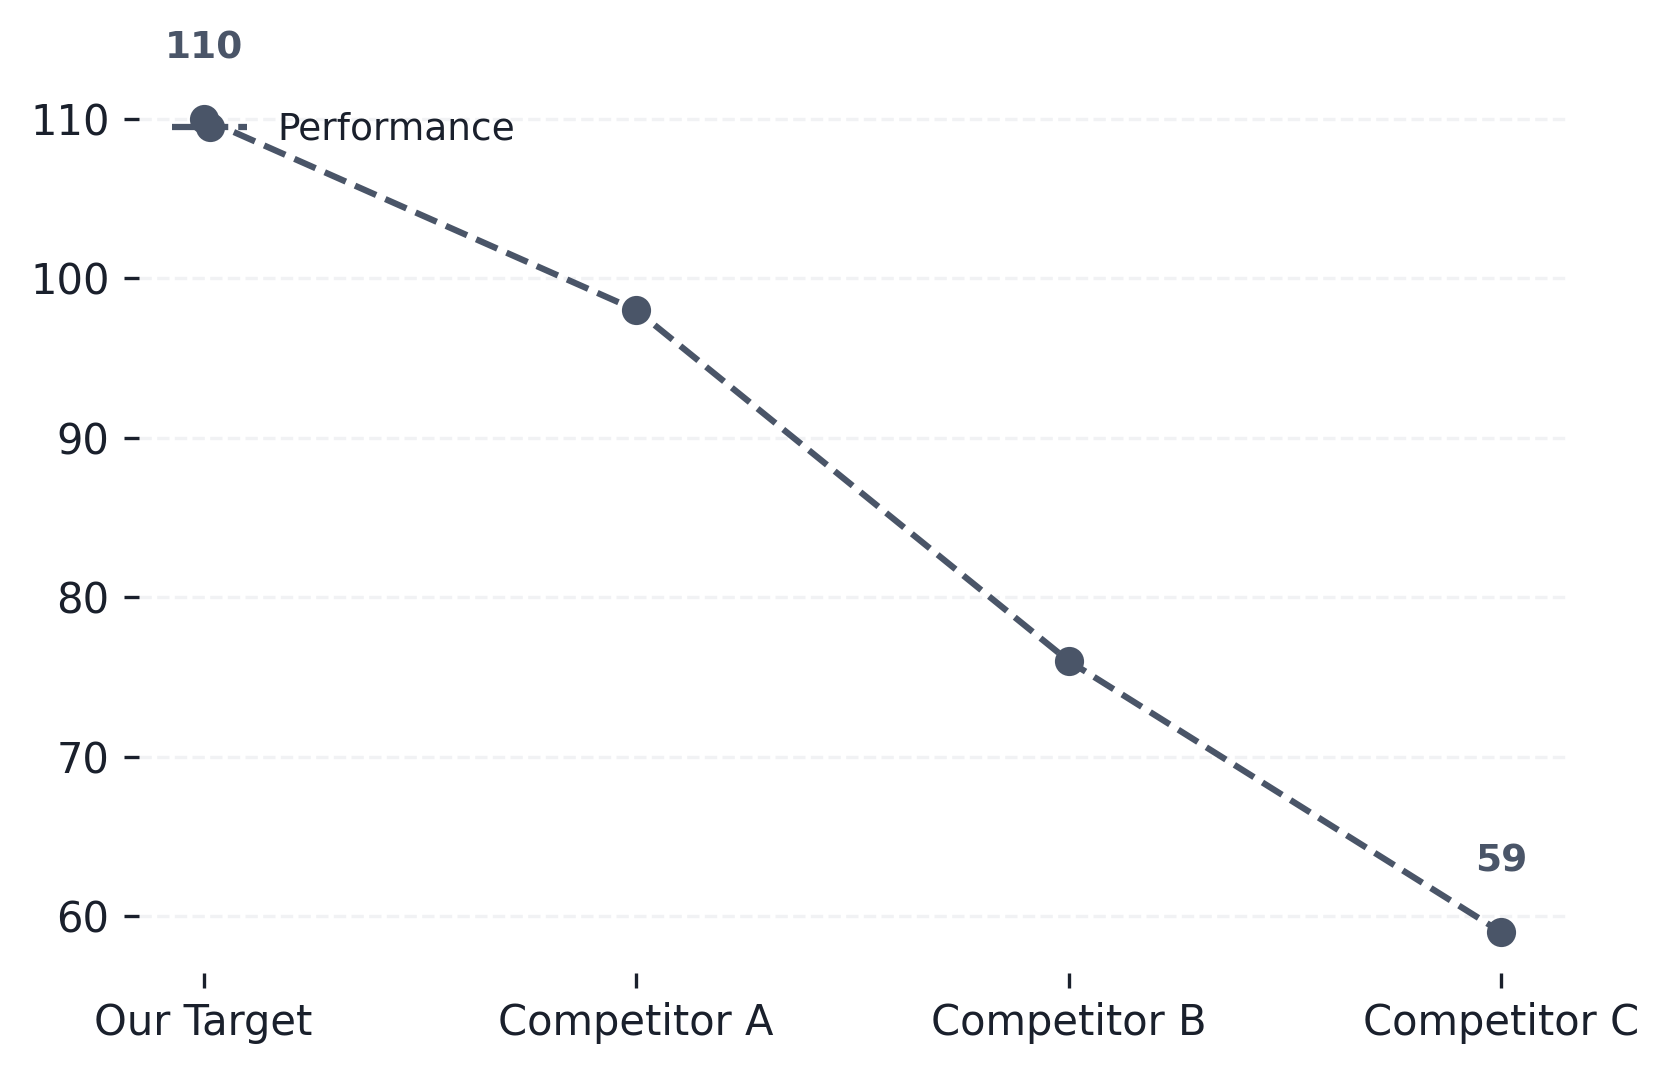 110
110
Performance
100
90
80
70
59
60
Our Target
Competitor A
Competitor B
Competitor C